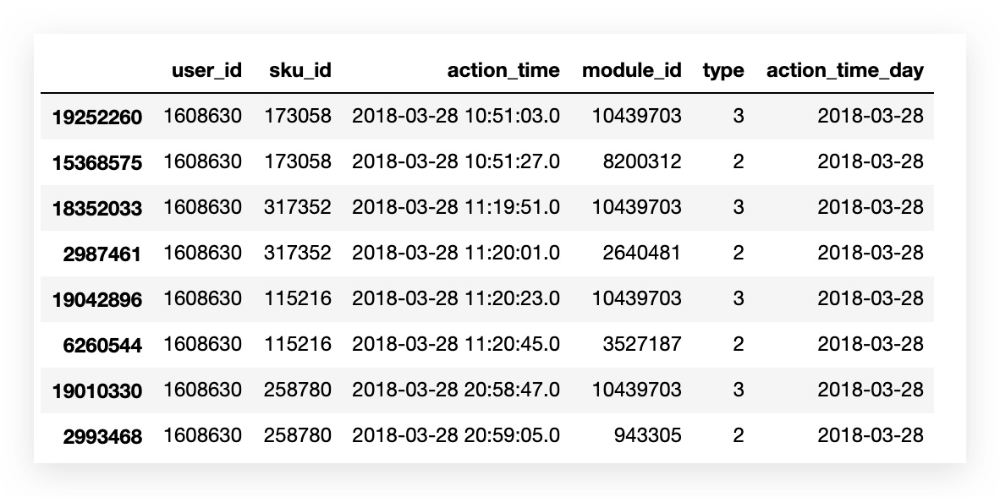 user_id sku_id action_time module_id type action_time_day
19252260 1608630 173058 2018-03-28 10:51:03.0 10439703 3 2018-03-28
15368575 1608630 173058 2018-03-28 10:51:27.0 8200312 2 2018-03-28
18352033 1608630 317352 2018-03-28 11:19:51.0 10439703 3 2018-03-28
2987461 1608630 317352 2018-03-28 11:20:01.0 2640481 2 2018-03-28
19042896 1608630 115216 2018-03-28 11:20:23.0 10439703 3 2018-03-28
6260544 1608630 115216 2018-03-28 11:20:45.0 3527187 2 2018-03-28
19010330 1608630 258780 2018-03-28 20:58:47.0 10439703 3 2018-03-28
2993468 1608630 258780 2018-03-28 20:59:05.0 943305 2 2018-03-28